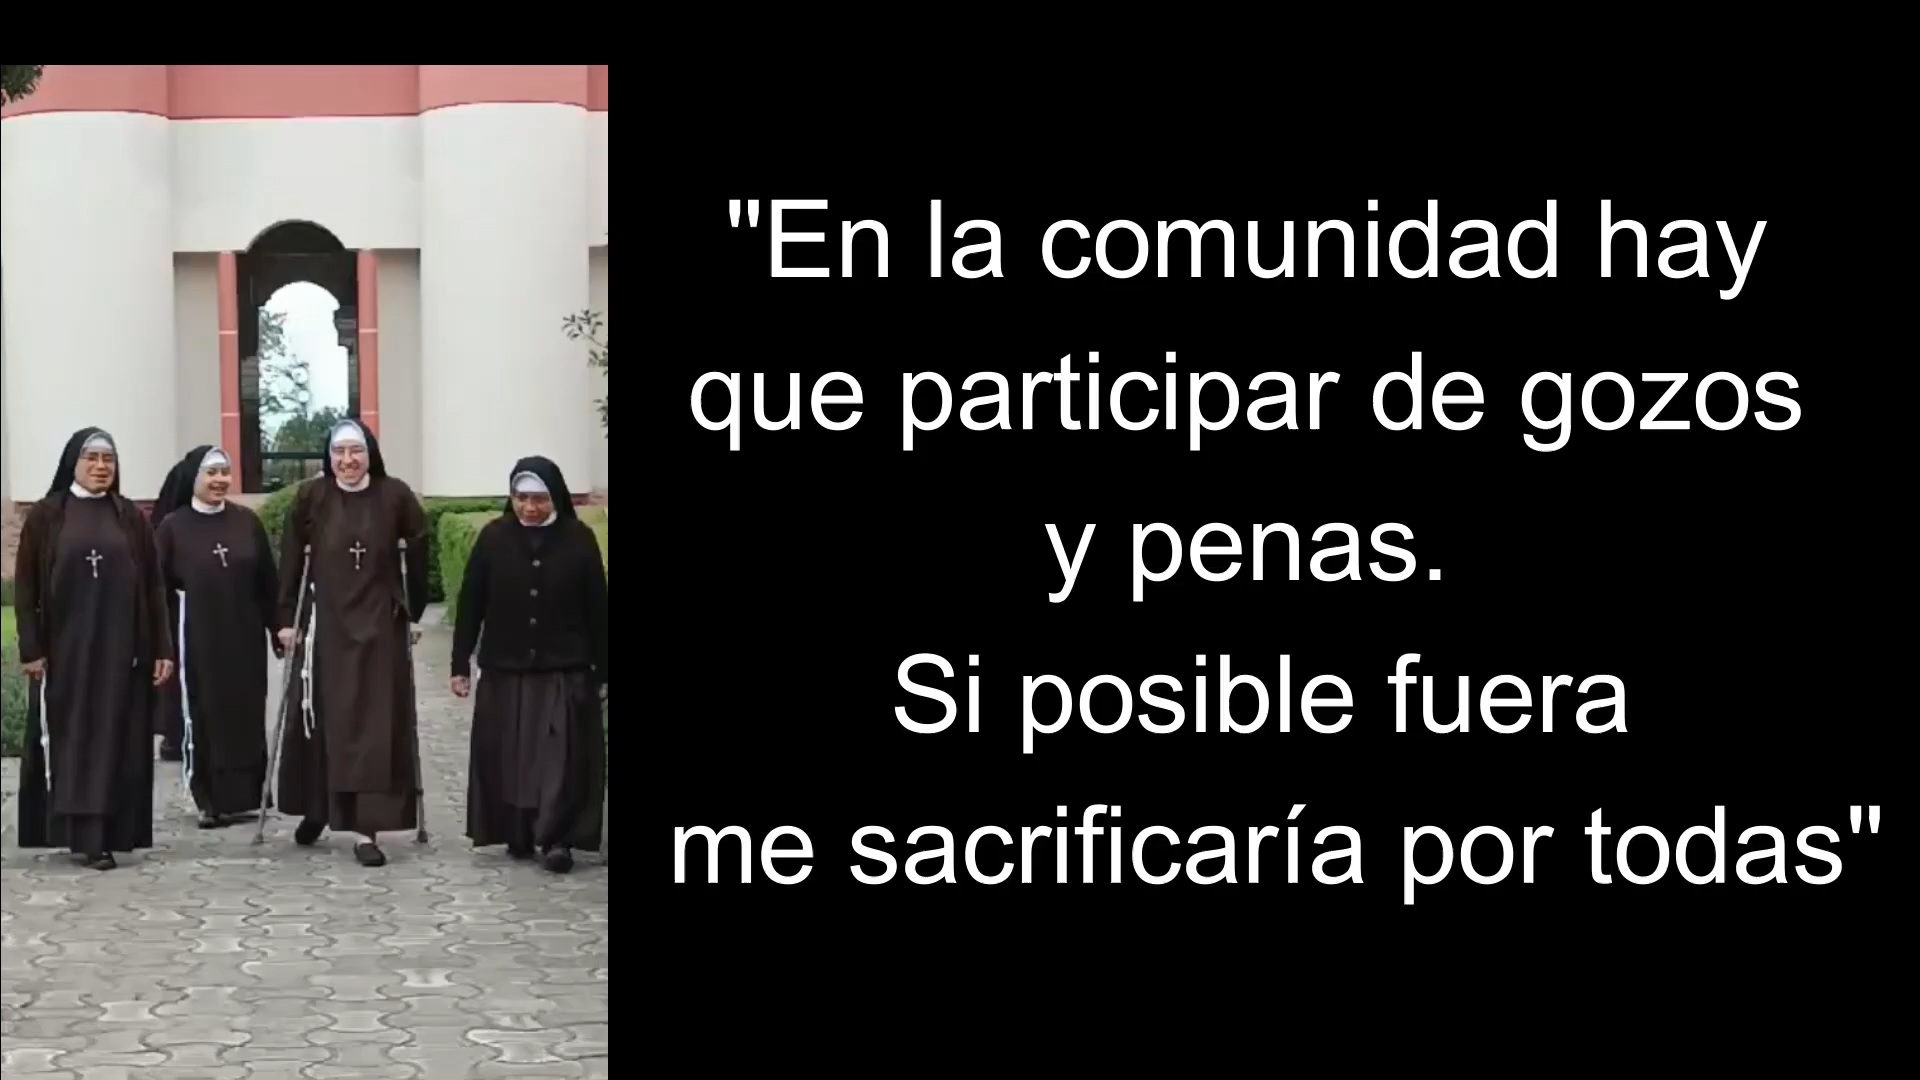 "En la comunidad hay
que participar de gozos
y penas.
Si posible fuera
me sacrificaría por todas"